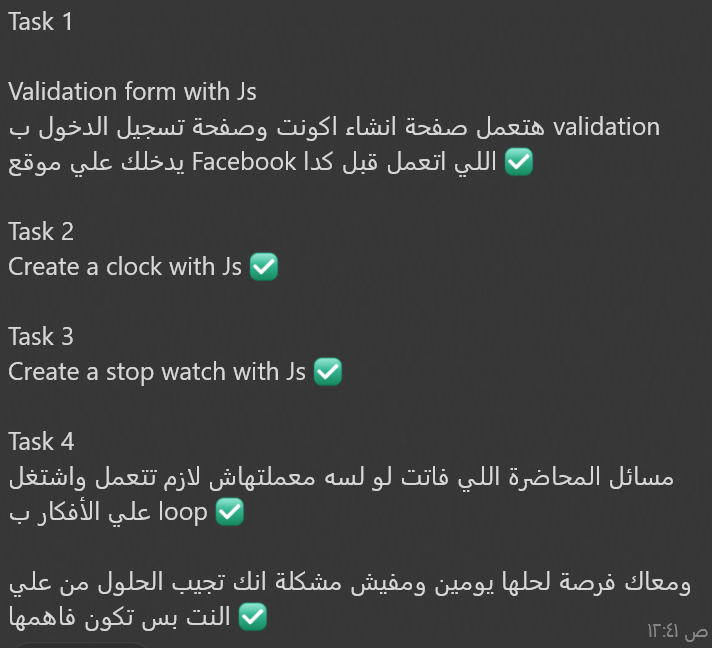 Task 1
Validation form with Js
هتعمل صفحة انشاء اكونت وصفحة تسجيل الدخول ب validation
اللي اتعمل قبل كدا Facebook يدخلك علي موقع ✅
Task 2
Create a clock with Js ✅
Task 3
Create a stop watch with Js ✅
Task 4
مسائل المحاضرة اللي فاتت لو لسه معملتهاش لازم تتعمل واشتغل
علي الأفكار ب loop ✅
ومعاك فرصة لحلها يومين ومفيش مشكلة انك تجيب الحلول من علي
النت بس تكون فاهمها ✅
١٢:٤١ ص